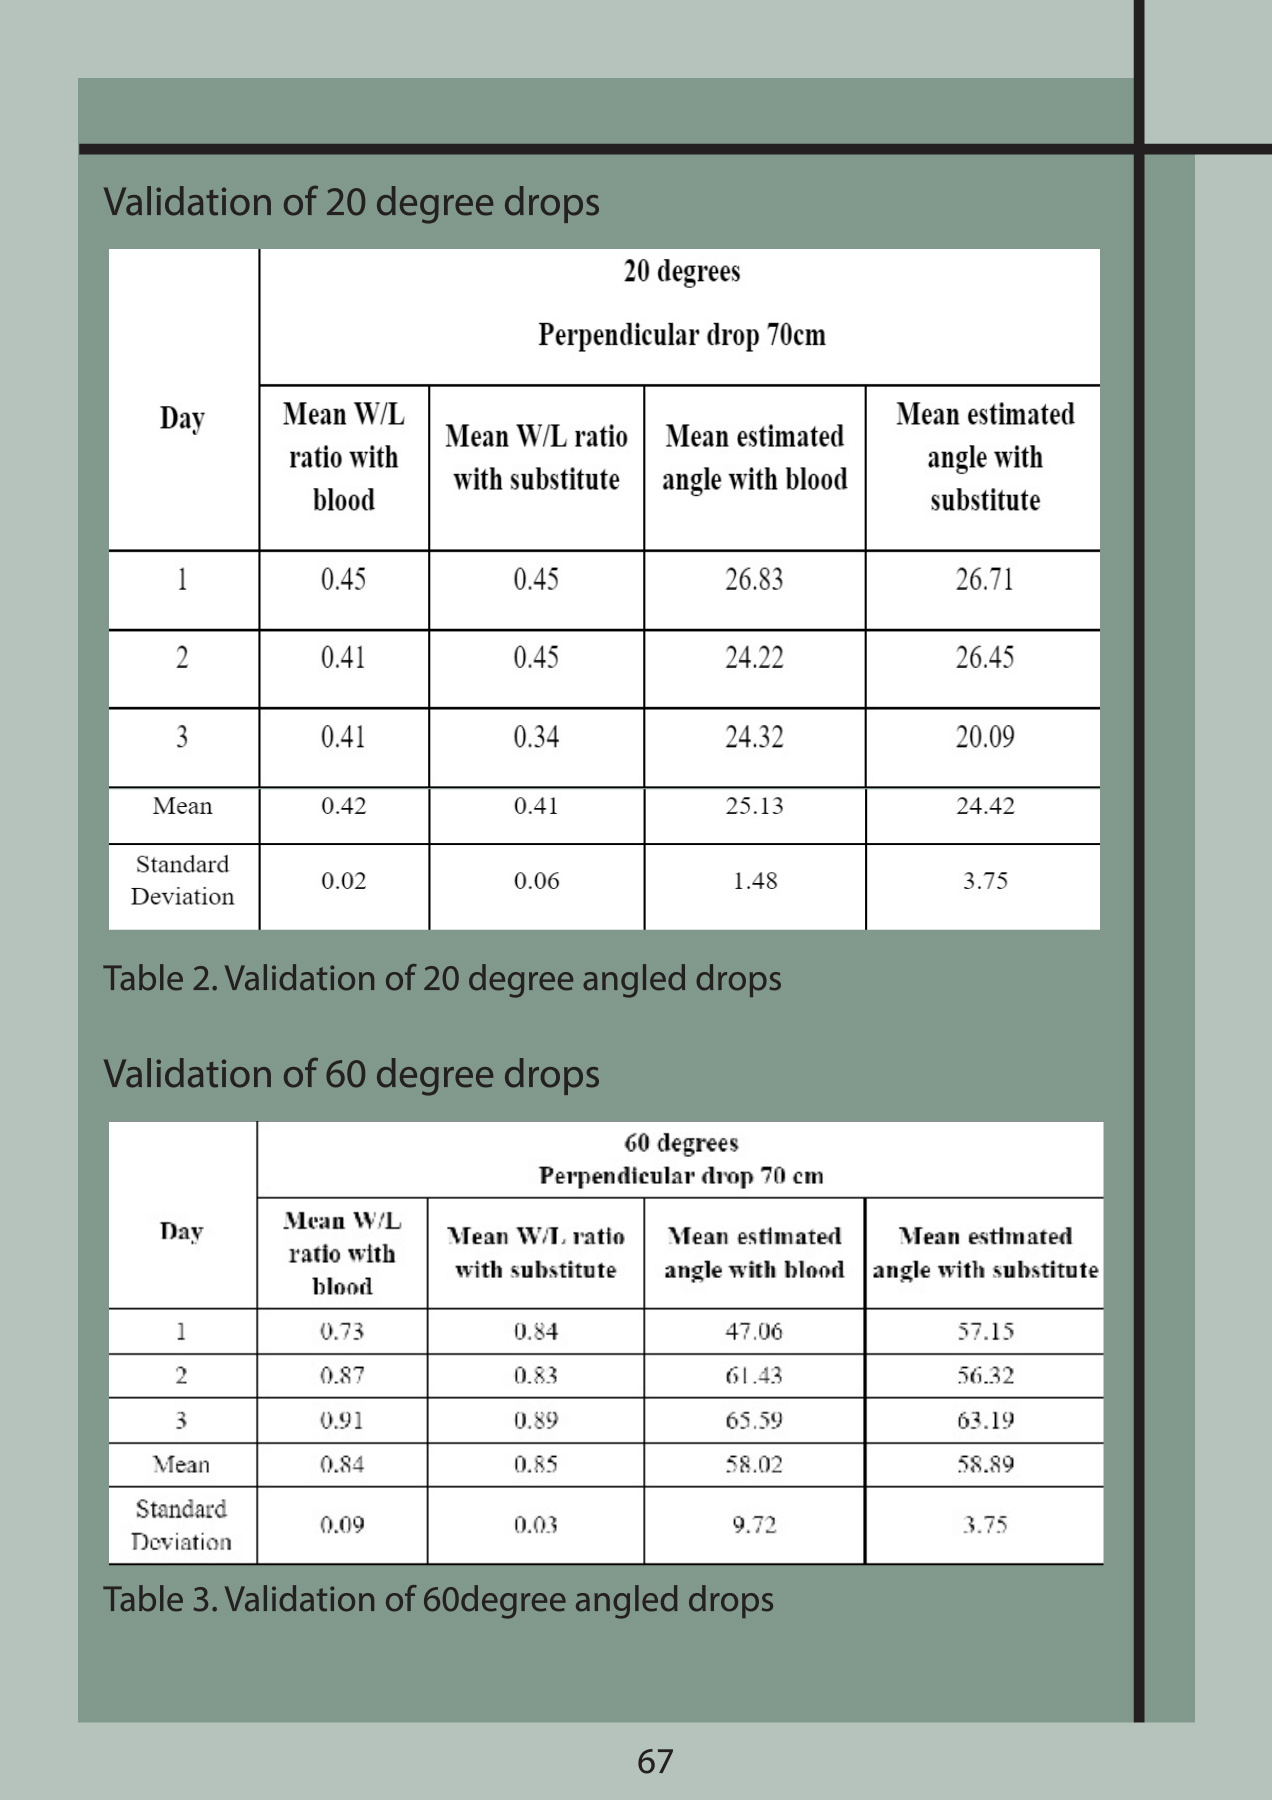 Validation of 20 degree drops
20 degrees
Perpendicular drop 70cm
Day
Mean W/L ratio with blood
Mean W/L ratio with substitute
Mean estimated angle with blood
Mean estimated angle with substitute
1 0.45 0.45 26.83 26.71
2 0.41 0.45 24.22 26.45
3 0.41 0.34 24.32 20.09
Mean 0.42 0.41 25.13 24.42
Standard Deviation 0.02 0.06 1.48 3.75
Table 2. Validation of 20 degree angled drops
Validation of 60 degree drops
60 degrees
Perpendicular drop 70 cm
Day
Mean W/L ratio with blood
Mean W/L ratio with substitute
Mean estimated angle with blood
Mean estimated angle with substitute
1 0.73 0.84 47.06 57.15
2 0.87 0.83 61.43 56.32
3 0.91 0.89 65.59 63.19
Mean 0.84 0.85 58.02 58.89
Standard Deviation 0.09 0.03 9.72 3.75
Table 3. Validation of 60degree angled drops
67